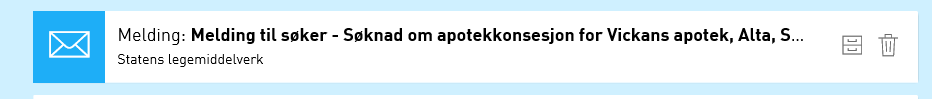 Melding: Melding til søker - Søknad om apotekkonsesjon for Vickans apotek, Alta, S...
Statens legemiddelverk